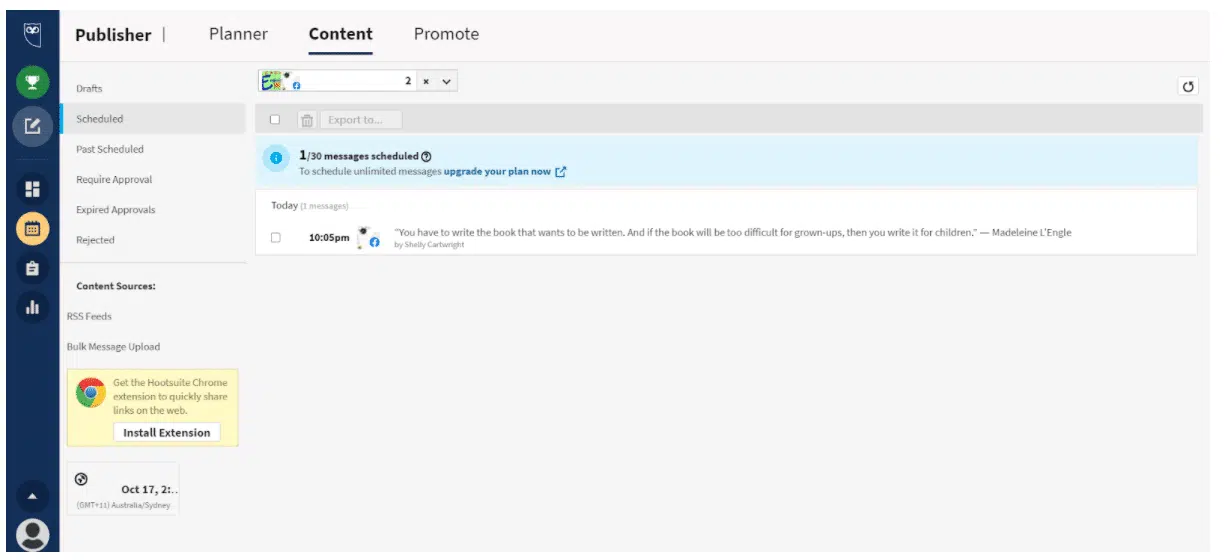 Publisher | Planner Content Promote
Drafts
Scheduled
Past Scheduled
Require Approval
Expired Approvals
Rejected
Content Sources:
RSS Feeds
Bulk Message Upload
Get the Hootsuite Chrome
extension to quickly share
links on the web.
Install Extension
Oct 17, 2:..
(GMT+11) Australia/Sydney
2
Export to...
1/30 messages scheduled
To schedule unlimited messages upgrade your plan now
Today (1 messages)
10:05pm
"You have to write the book that wants to be written. And if the book will be too difficult for grown-ups, then you write it for children." — Madeleine L'Engle
by Shelly Cartwright